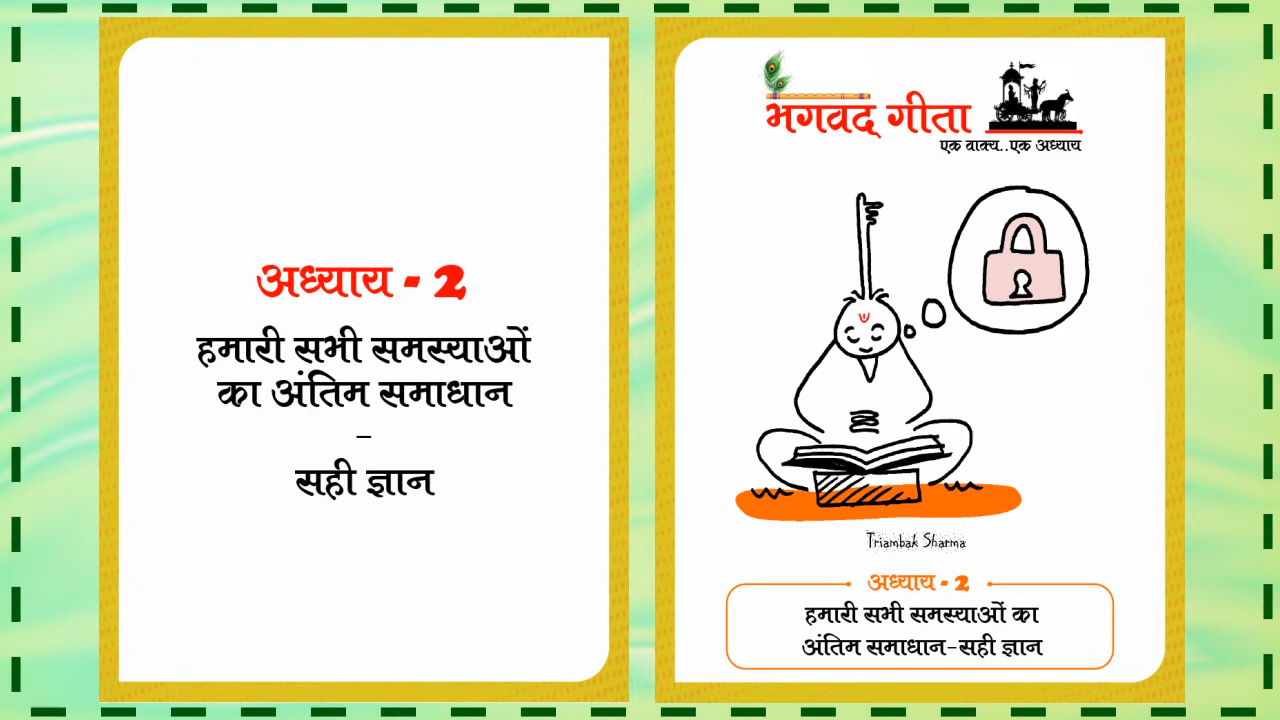 अध्याय - 2
हमारी सभी समस्याओं
का अंतिम समाधान
–
सही ज्ञान
भगवद् गीता
एक वाक्य..एक अध्याय
Triambak Sharma
अध्याय - 2
हमारी सभी समस्याओं का
अंतिम समाधान-सही ज्ञान